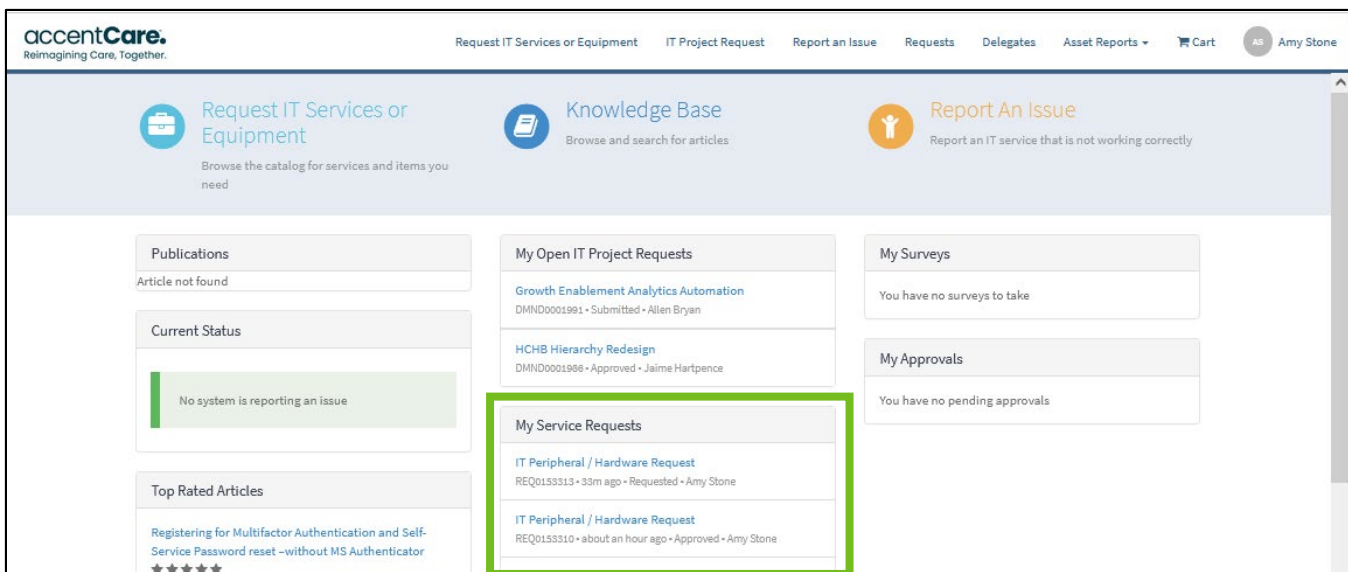 accentCare.
Reimagining Care, Together.
Request IT Services or Equipment IT Project Request Report an Issue Requests Delegates Asset Reports Cart AS Amy Stone
Request IT Services or
Equipment
Browse the catalog for services and items you
need
Knowledge Base
Browse and search for articles
Report An Issue
Report an IT service that is not working correctly
Publications
Article not found
Current Status
No system is reporting an issue
Top Rated Articles
Registering for Multifactor Authentication and Self-
Service Password reset –without MS Authenticator
My Open IT Project Requests
Growth Enablement Analytics Automation
DMND0001991 • Submitted • Allen Bryan
HCHB Hierarchy Redesign
DMND0001986 • Approved • Jaime Hartpence
My Service Requests
IT Peripheral / Hardware Request
REQ0153313 • 33m ago • Requested • Amy Stone
IT Peripheral / Hardware Request
REQ0153310 • about an hour ago • Approved • Amy Stone
My Surveys
You have no surveys to take
My Approvals
You have no pending approvals